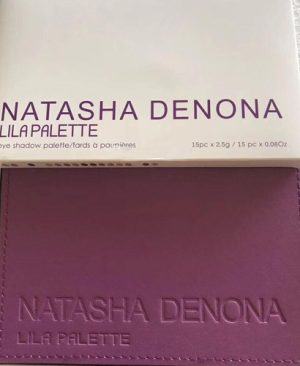 NATASHA DENONA
LILA PALETTE
eye shadow palette/fards à paupières
15pc x 2.5g / 15 pc x 0.08Oz
NATASHA DENONA
LILA PALETTE